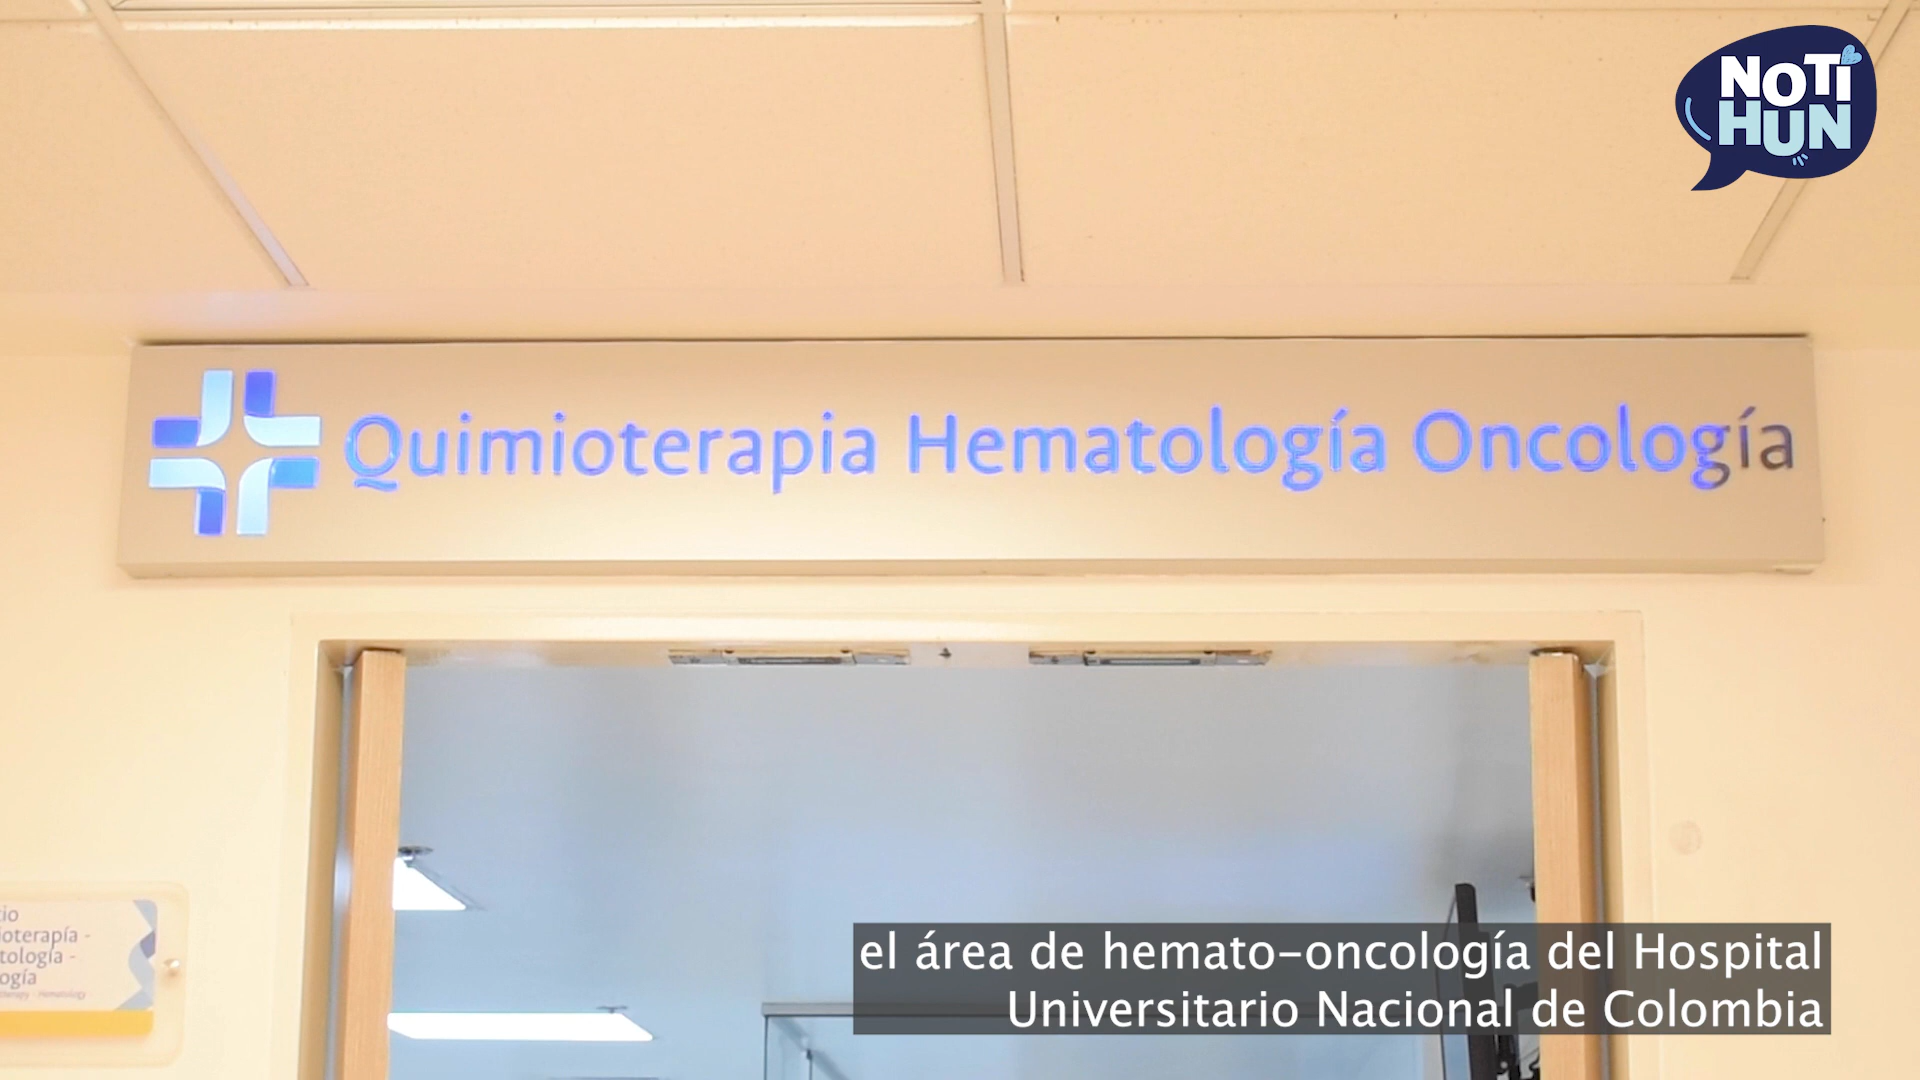 NOTI
HUN
Quimioterapia Hematología Oncología
el área de hemato-oncología del Hospital
Universitario Nacional de Colombia